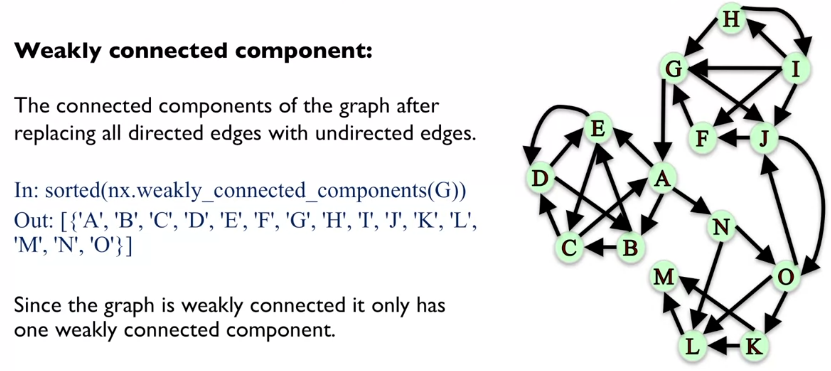 Weakly connected component:
The connected components of the graph after
replacing all directed edges with undirected edges.
In: sorted(nx.weakly_connected_components(G))
Out: [{'A', 'B', 'C', 'D', 'E', 'F', 'G', 'H', 'I', 'J', 'K', 'L',
'M', 'N', 'O'}]
Since the graph is weakly connected it only has
one weakly connected component.
H
G
I
F
J
E
D
A
C
B
N
M
O
L
K